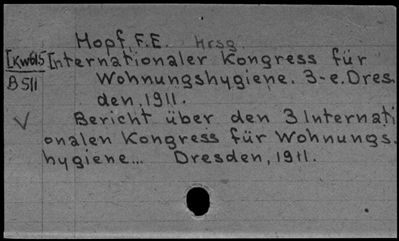 Hopf, F.E. Hrsg.
[KW615 Internationaler Kongress für
B511 Wohnungshygiene. 3-e. Dres
den, 1911.
√ Bericht über den 3 Internati
onalen Kongress für Wohnungs.
hygiene... Dresden, 1911.